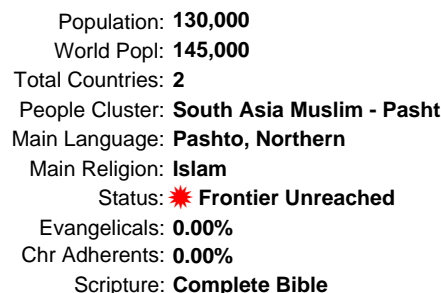 Population: 130,000
World Popl: 145,000
Total Countries: 2
People Cluster: South Asia Muslim - Pasht
Main Language: Pashto, Northern
Main Religion: Islam
Status: Frontier Unreached
Evangelicals: 0.00%
Chr Adherents: 0.00%
Scripture: Complete Bible